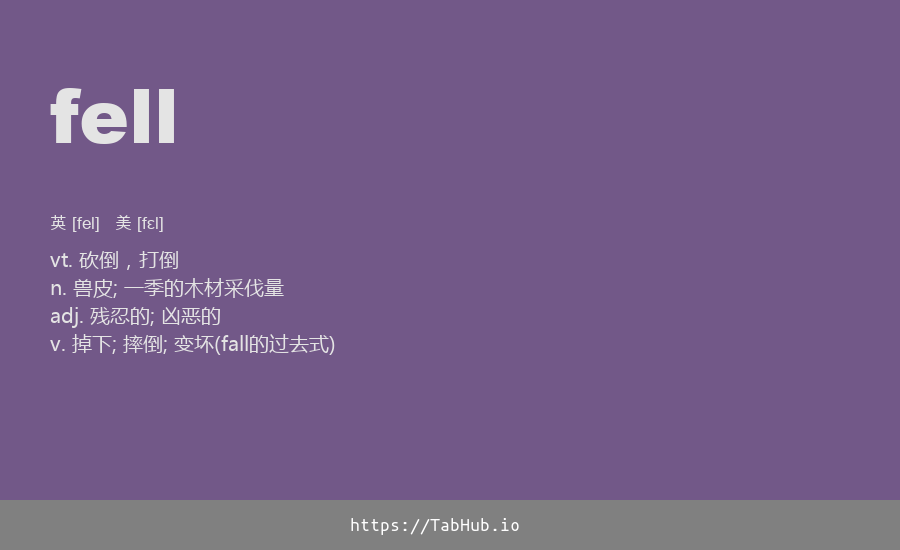 fell
英 [fel] 美 [fɛl]
vt. 砍倒，打倒
n. 兽皮; 一季的木材采伐量
adj. 残忍的; 凶恶的
v. 掉下; 摔倒; 变坏(fall的过去式)
https://TabHub.io